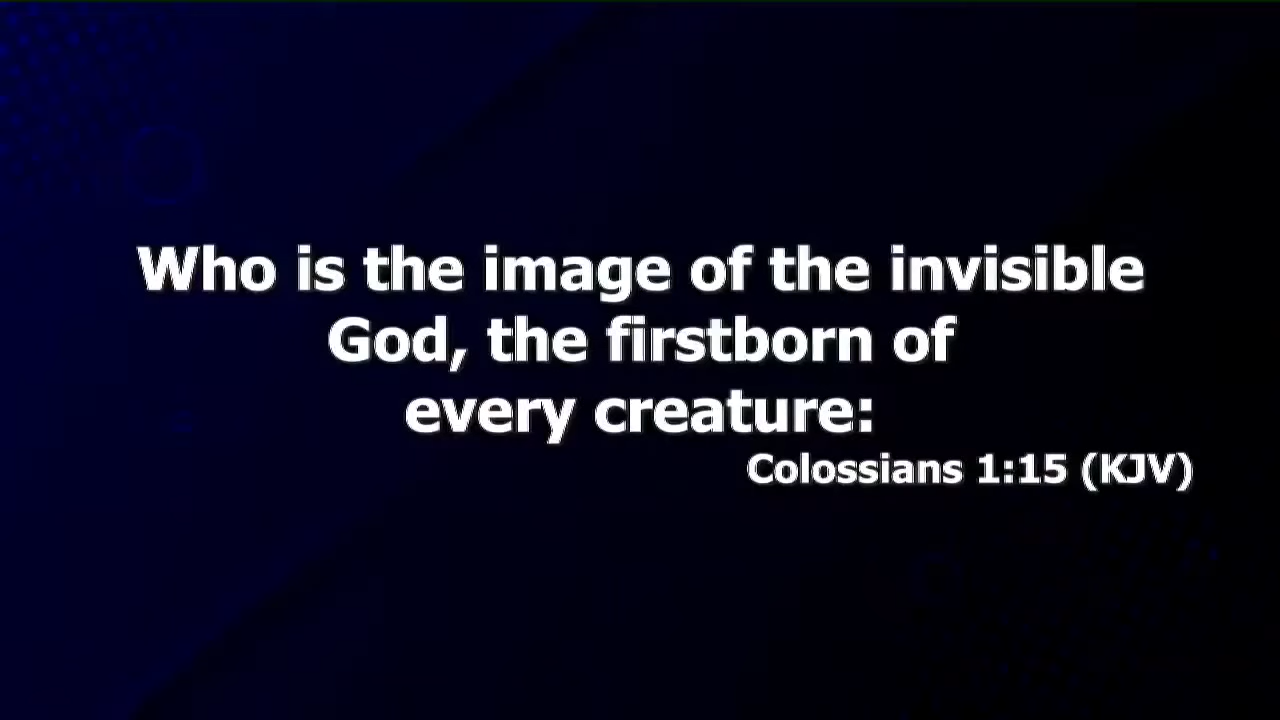 Who is the image of the invisible
God, the firstborn of
every creature:
Colossians 1:15 (KJV)